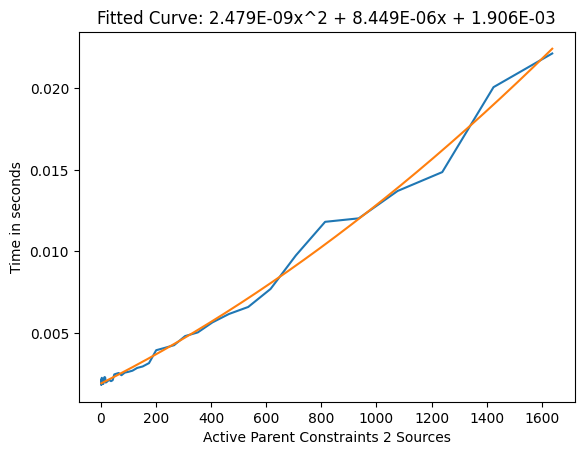 Fitted Curve: 2.479E-09x^2 + 8.449E-06x + 1.906E-03
0.020
0.015
0.010
0.005
Time in seconds
0 200 400 600 800 1000 1200 1400 1600
Active Parent Constraints 2 Sources